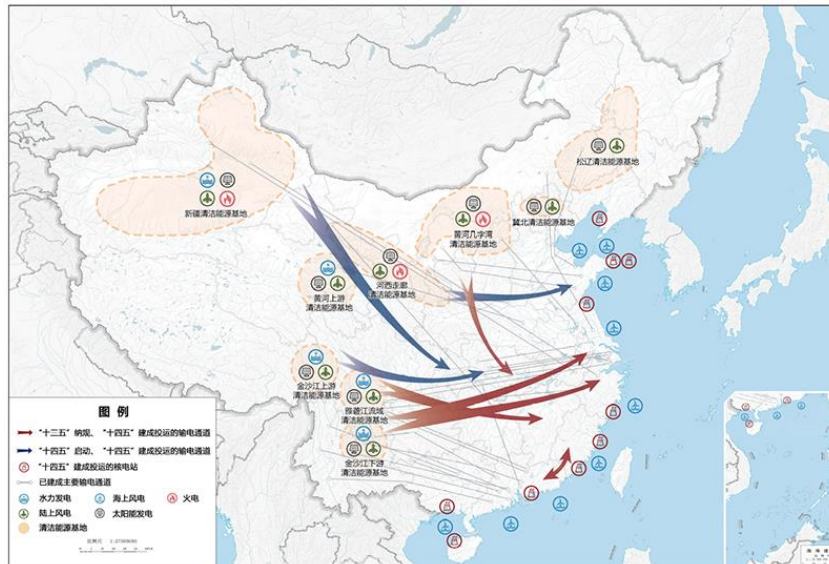 松辽清洁能源基地
新疆清洁能源基地
冀北清洁能源基地
黄河几字湾
清洁能源基地
河西走廊
清洁能源基地
黄河上游
清洁能源基地
金沙江上游
清洁能源基地
雅砻江流域
清洁能源基地
金沙江下游
清洁能源基地
图 例
“十三五”纳规、“十四五”建成投运的输电通道
“十四五”启动、“十四五”建成投运的输电通道
“十四五”建成投运的核电站
已建成主要输电通道
水力发电
海上风电
火电
陆上风电
太阳能发电
清洁能源基地
比例尺